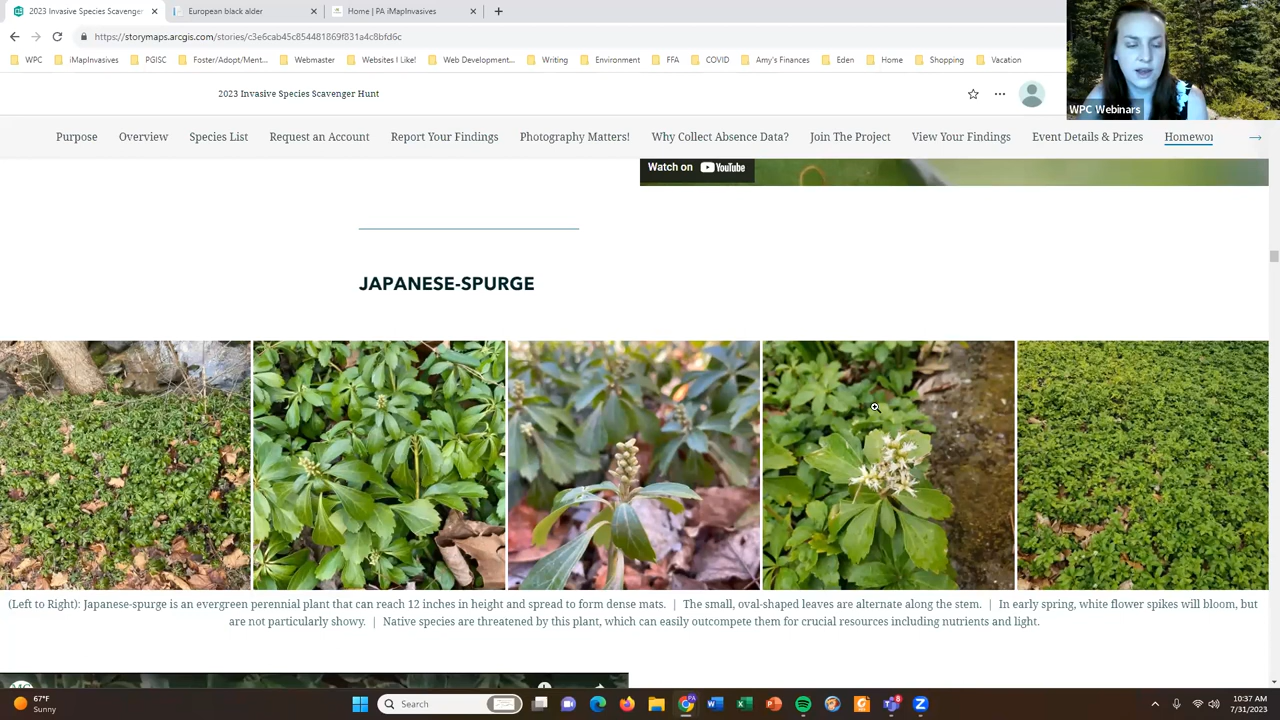 2023 Invasive Species Scavenger
European black alder
Home | PA iMapInvasives
https://storymaps.arcgis.com/stories/c3e6cab45c854481869f831a4c8bfd6c
WPC
iMapInvasives
PGISC
Foster/Adopt/Ment...
Webmaster
Websites I Like!
Web Development...
Writing
Environment
FFA
COVID
Amy's Finances
Eden
Home
Shopping
Vacation
WPC Webinars
2023 Invasive Species Scavenger Hunt
Purpose
Overview
Species List
Request an Account
Report Your Findings
Photography Matters!
Why Collect Absence Data?
Join The Project
View Your Findings
Event Details & Prizes
Homewor
Watch on YouTube
JAPANESE-SPURGE
(Left to Right): Japanese-spurge is an evergreen perennial plant that can reach 12 inches in height and spread to form dense mats. | The small, oval-shaped leaves are alternate along the stem. | In early spring, white flower spikes will bloom, but
are not particularly showy. | Native species are threatened by this plant, which can easily outcompete them for crucial resources including nutrients and light.
67°F
Sunny
Search
10:37 AM
7/31/2023